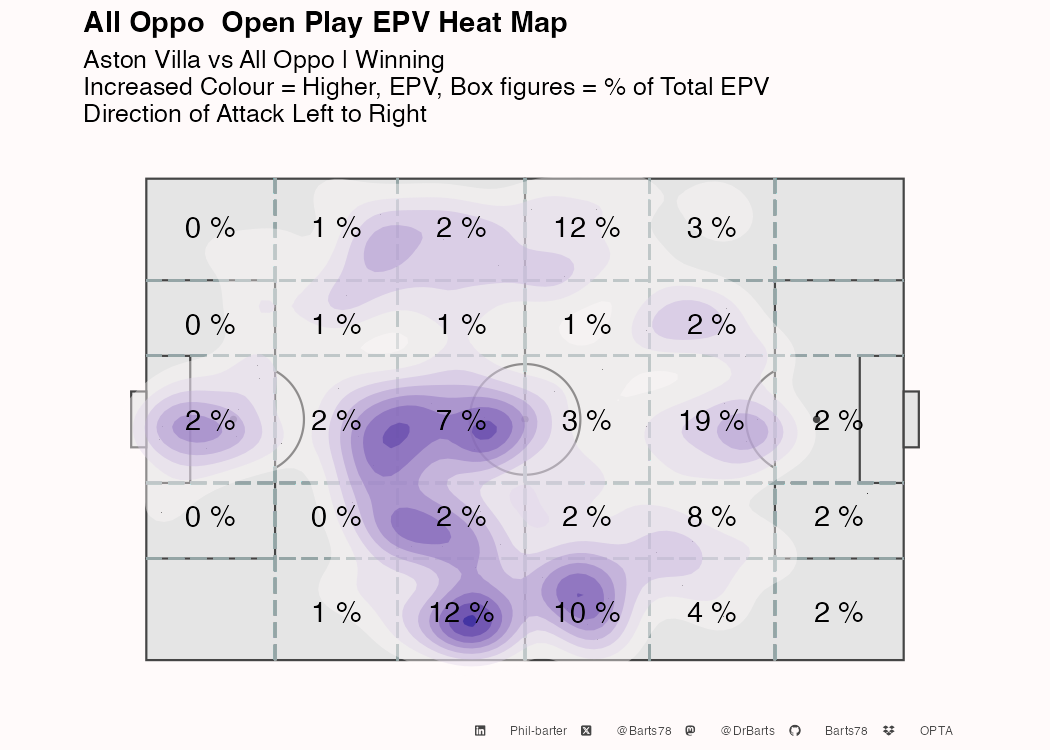 All Oppo  Open Play EPV Heat Map
Aston Villa vs All Oppo | Winning
Increased Colour = Higher, EPV, Box figures = % of Total EPV
Direction of Attack Left to Right
0 % 1 % 2 % 12 % 3 %
0 % 1 % 1 % 1 % 2 %
2 % 2 % 7 % 3 % 19 % 2 %
0 % 0 % 2 % 2 % 8 % 2 %
1 % 12 % 10 % 4 % 2 %
Phil-barter @Barts78 @DrBarts Barts78 OPTA